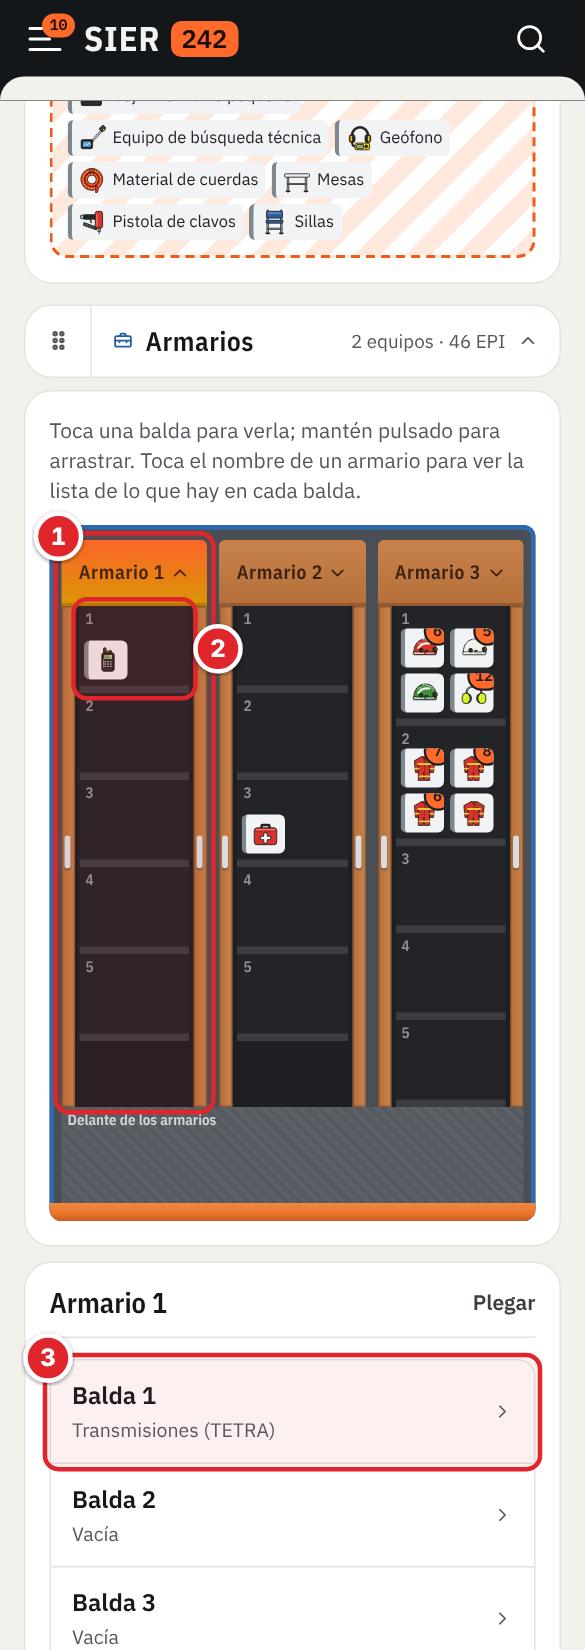 10
SIER 242
Equipo de búsqueda técnica Geófono
Material de cuerdas Mesas
Pistola de clavos Sillas
Armarios 2 equipos · 46 EPI
Toca una balda para verla; mantén pulsado para
arrastrar. Toca el nombre de un armario para ver la
lista de lo que hay en cada balda.
1
Armario 1 Armario 2 Armario 3
1 1 1
2
6 5
12
2 2 2
7 8
6
3 3 3
4 4 4
5 5 5
Delante de los armarios
Armario 1 Plegar
3
Balda 1
Transmisiones (TETRA)
Balda 2
Vacía
Balda 3
Vacía